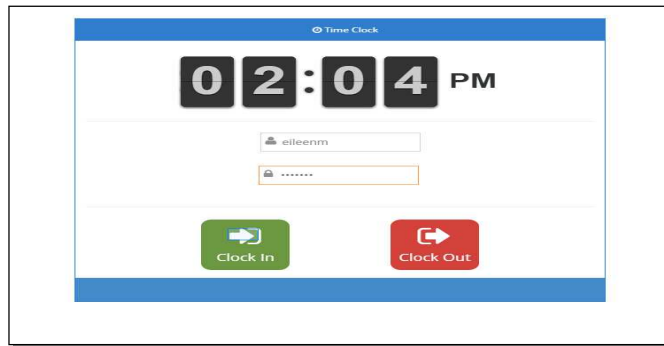 Time Clock
02:04 PM
eileenm
•••••••
Clock In
Clock Out